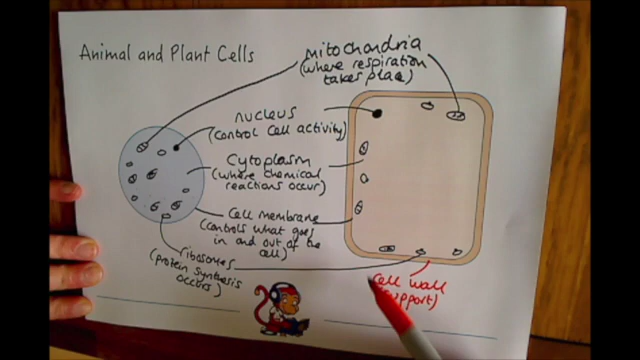 Animal and Plant Cells
mitochondria
(where respiration
takes place)
nucleus
(control cell activity)
Cytoplasm
(where chemical
reactions occur)
Cell membrane
(controls what goes
in and out of the
cell)
ribosomes
(protein synthesis
occurs)
Cell wall
(support)